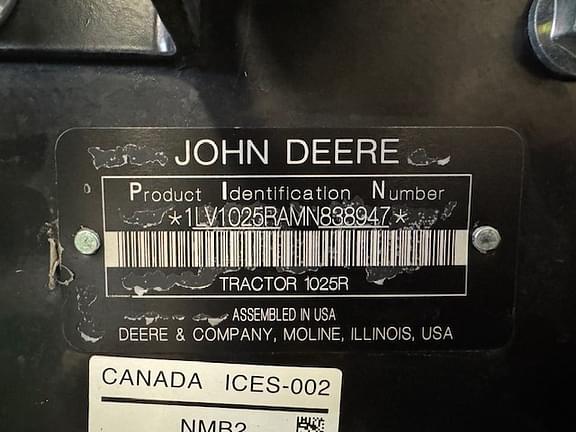 JOHN DEERE
Product Identification Number
*1LV1025RAMN838947*
TRACTOR 1025R
ASSEMBLED IN USA
DEERE & COMPANY, MOLINE, ILLINOIS, USA
CANADA ICES-002
NMB2